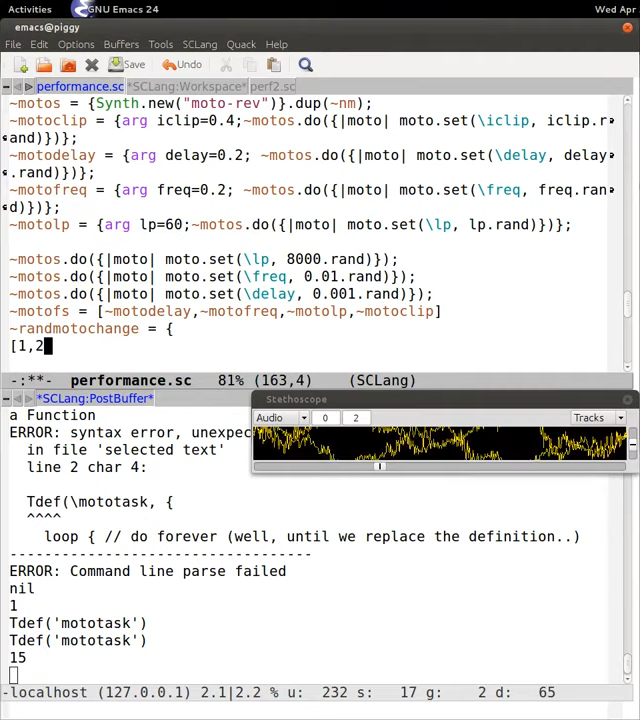 Activities GNU Emacs 24 Wed Apr
emacs@piggy
File Edit Options Buffers Tools SCLang Quack Help
Save Undo
performance.sc *SCLang:Workspace* perf2.sc
~motos = {Synth.new("moto-rev")}.dup(~nm);
~motoclip = {arg iclip=0.4;~motos.do({|moto| moto.set(\iclip, iclip.r
and)})};
~motodelay = {arg delay=0.2; ~motos.do({|moto| moto.set(\delay, delay
.rand)})};
~motofreq = {arg freq=0.2; ~motos.do({|moto| moto.set(\freq, freq.ran
d)})};
~motolp = {arg lp=60;~motos.do({|moto| moto.set(\lp, lp.rand)})};
~motos.do({|moto| moto.set(\lp, 8000.rand)});
~motos.do({|moto| moto.set(\freq, 0.01.rand)});
~motos.do({|moto| moto.set(\delay, 0.001.rand)});
~motofs = [~motodelay,~motofreq,~motolp,~motoclip]
~randmotochange = {
[1,2
-:**- performance.sc 81% (163,4) (SCLang)
*SCLang:PostBuffer*
Stethoscope
Audio 0 2 Tracks
a Function
ERROR: syntax error, unexpec
in file 'selected text'
line 2 char 4:
Tdef(\mototask, {
^^^^
loop { // do forever (well, until we replace the definition..)
-----------------------------------
ERROR: Command line parse failed
nil
1
Tdef('mototask')
Tdef('mototask')
15
-localhost (127.0.0.1) 2.1|2.2 % u: 232 s: 17 g: 2 d: 65